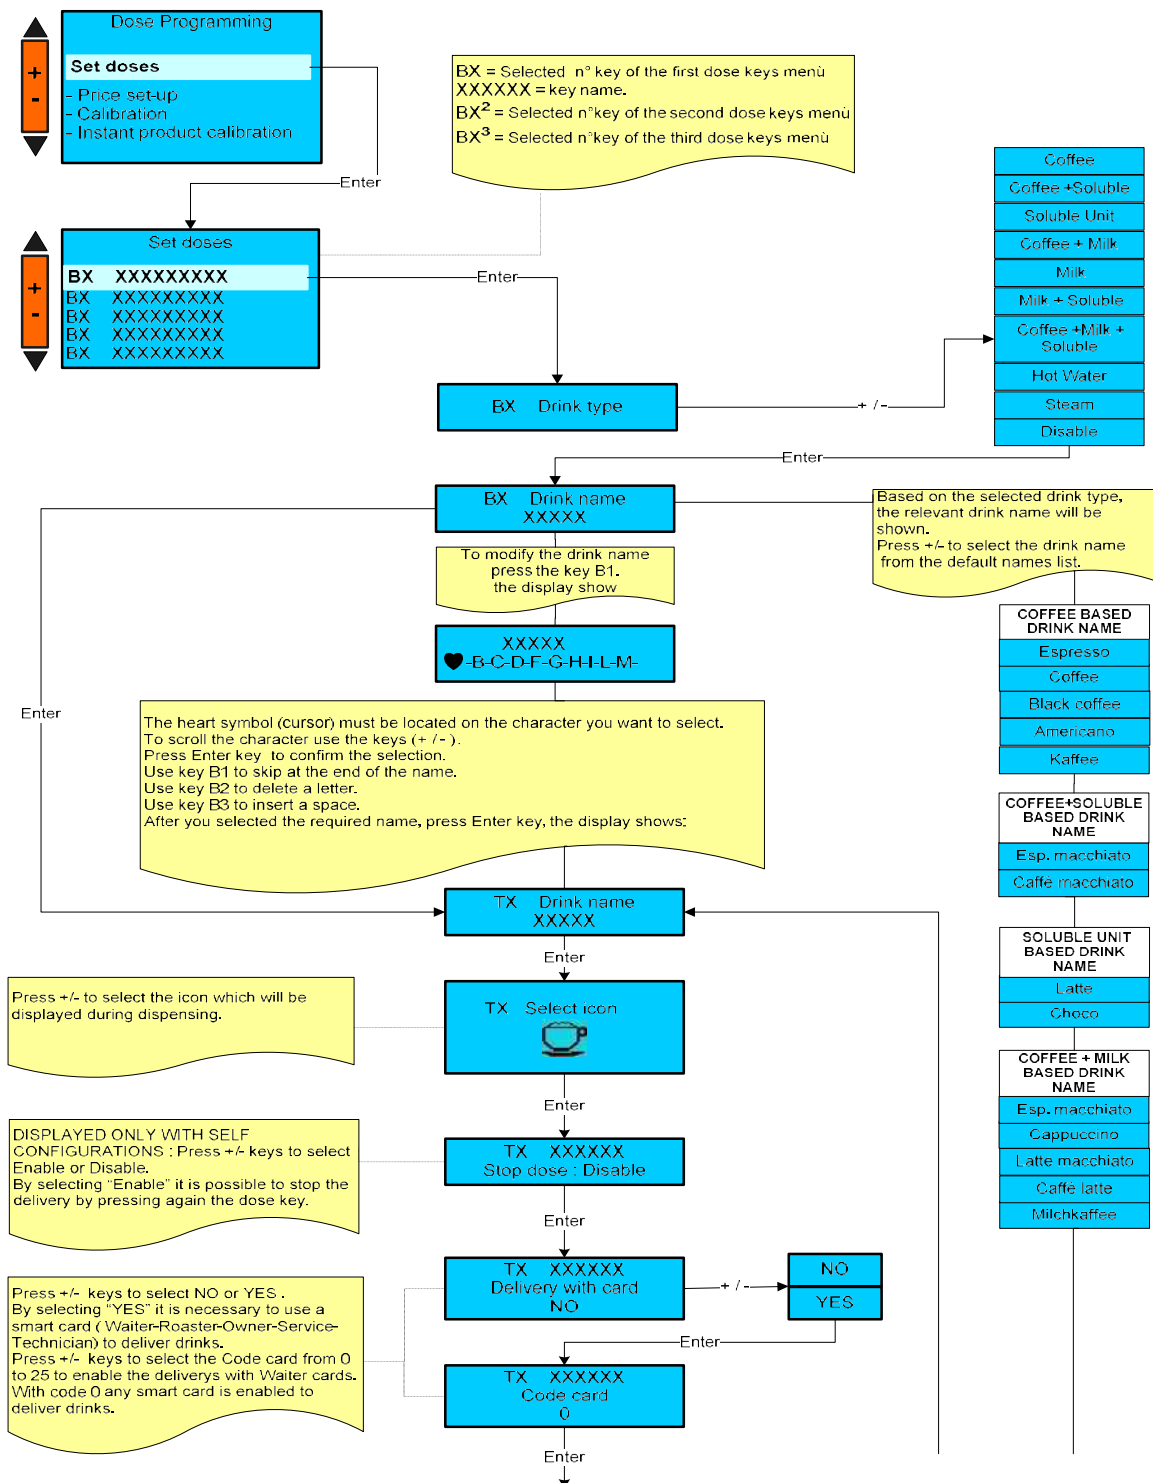 Dose Programming
Set doses
- Price set-up
- Calibration
- Instant product calibration
+
-
BX = Selected n° key of the first dose keys menù
XXXXXX = key name.
BX² = Selected n°key of the second dose keys menù
BX³ = Selected n°key of the third dose keys menù
Enter
Set doses
BX XXXXXXXXX
BX XXXXXXXXX
BX XXXXXXXXX
BX XXXXXXXXX
BX XXXXXXXXX
+
-
Enter
Coffee
Coffee +Soluble
Soluble Unit
Coffee + Milk
Milk
Milk + Soluble
Coffee +Milk +
Soluble
Hot Water
Steam
Disable
BX Drink type
+ /-
Enter
BX Drink name
XXXXX
Based on the selected drink type,
the relevant drink name will be
shown.
Press +/- to select the drink name
from the default names list.
To modify the drink name
press the key B1.
the display show
XXXXX
♥-B-C-D-F-G-H-I-L-M-
Enter
The heart symbol (cursor) must be located on the character you want to select.
To scroll the character use the keys (+ /-).
Press Enter key to confirm the selection.
Use key B1 to skip at the end of the name.
Use key B2 to delete a letter.
Use key B3 to insert a space.
After you selected the required name, press Enter key, the display shows:
COFFEE BASED
DRINK NAME
Espresso
Coffee
Black coffee
Americano
Kaffee
COFFEE+SOLUBLE
BASED DRINK
NAME
Esp. macchiato
Caffè macchiato
SOLUBLE UNIT
BASED DRINK
NAME
Latte
Choco
COFFEE + MILK
BASED DRINK
NAME
Esp. macchiato
Cappuccino
Latte macchiato
Caffè latte
Milchkaffee
TX Drink name
XXXXX
Enter
Press +/- to select the icon which will be
displayed during dispensing.
TX Select icon
Enter
DISPLAYED ONLY WITH SELF
CONFIGURATIONS : Press +/- keys to select
Enable or Disable.
By selecting "Enable" it is possible to stop the
delivery by pressing again the dose key.
TX XXXXXX
Stop dose : Disable
Enter
Press +/- keys to select NO or YES .
By selecting "YES" it is necessary to use a
smart card ( Waiter-Roaster-Owner-Service-
Technician) to deliver drinks.
Press +/- keys to select the Code card from 0
to 25 to enable the deliverys with Waiter cards.
With code 0 any smart card is enabled to
deliver drinks.
TX XXXXXX
Delivery with card
NO
+ / -
NO
YES
Enter
TX XXXXXX
Code card
0
Enter